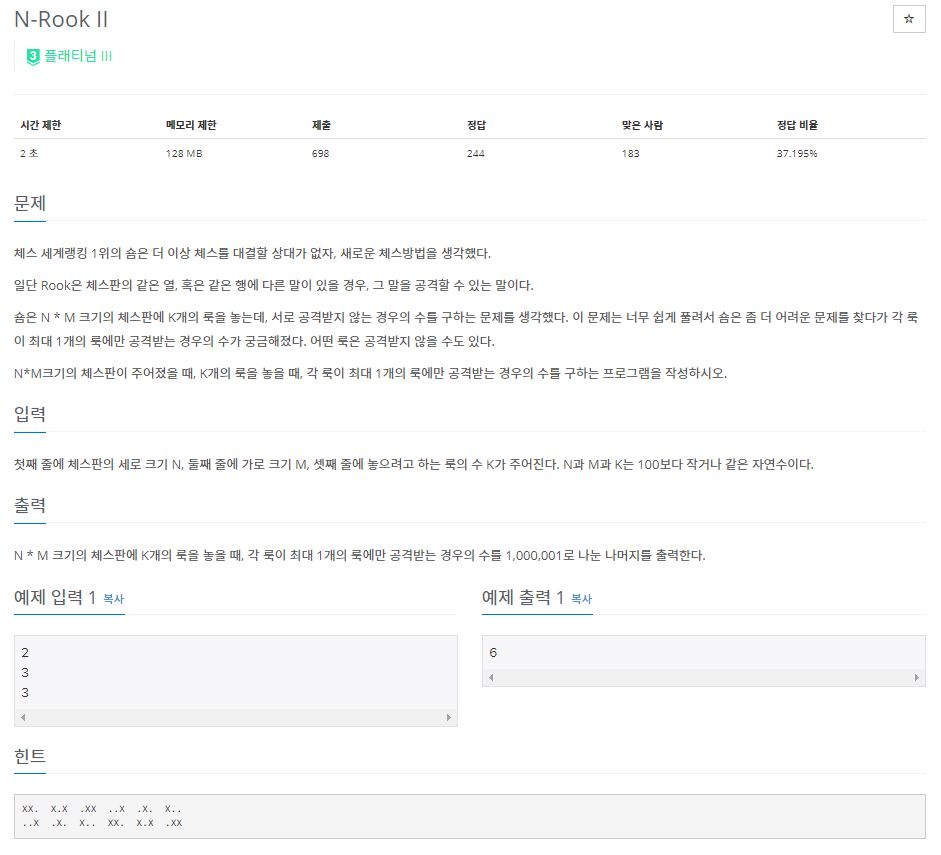 N-Rook II
☆
3 플래티넘 III
시간 제한 메모리 제한 제출 정답 맞은 사람 정답 비율
2 초 128 MB 698 244 183 37.195%
문제
체스 세계랭킹 1위의 숌은 더 이상 체스를 대결할 상대가 없자, 새로운 체스방법을 생각했다.
일단 Rook은 체스판의 같은 열, 혹은 같은 행에 다른 말이 있을 경우, 그 말을 공격할 수 있는 말이다.
숌은 N * M 크기의 체스판에 K개의 룩을 놓는데, 서로 공격받지 않는 경우의 수를 구하는 문제를 생각했다. 이 문제는 너무 쉽게 풀려서 숌은 좀 더 어려운 문제를 찾다가 각 룩
이 최대 1개의 룩에만 공격받는 경우의 수가 궁금해졌다. 어떤 룩은 공격받지 않을 수도 있다.
N*M크기의 체스판이 주어졌을 때, K개의 룩을 놓을 때, 각 룩이 최대 1개의 룩에만 공격받는 경우의 수를 구하는 프로그램을 작성하시오.
입력
첫째 줄에 체스판의 세로 크기 N, 둘째 줄에 가로 크기 M, 셋째 줄에 놓으려고 하는 룩의 수 K가 주어진다. N과 M과 K는 100보다 작거나 같은 자연수이다.
출력
N * M 크기의 체스판에 K개의 룩을 놓을 때, 각 룩이 최대 1개의 룩에만 공격받는 경우의 수를 1,000,001로 나눈 나머지를 출력한다.
예제 입력 1 복사
2
3
3
예제 출력 1 복사
6
힌트
xx. x.x .xx ..x .x. x..
..x .x. x.. xx. x.x .xx